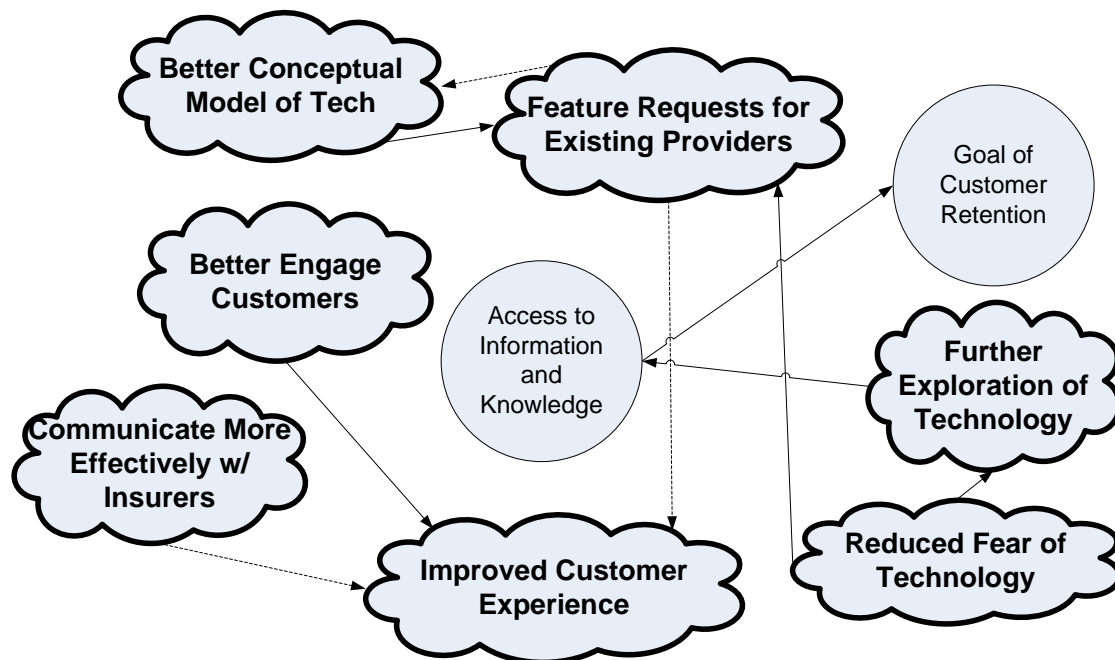 Better Conceptual
Model of Tech
Feature Requests for
Existing Providers
Goal of
Customer
Retention
Better Engage
Customers
Access to
Information
and
Knowledge
Further
Exploration of
Technology
Communicate More
Effectively w/
Insurers
Improved Customer
Experience
Reduced Fear of
Technology